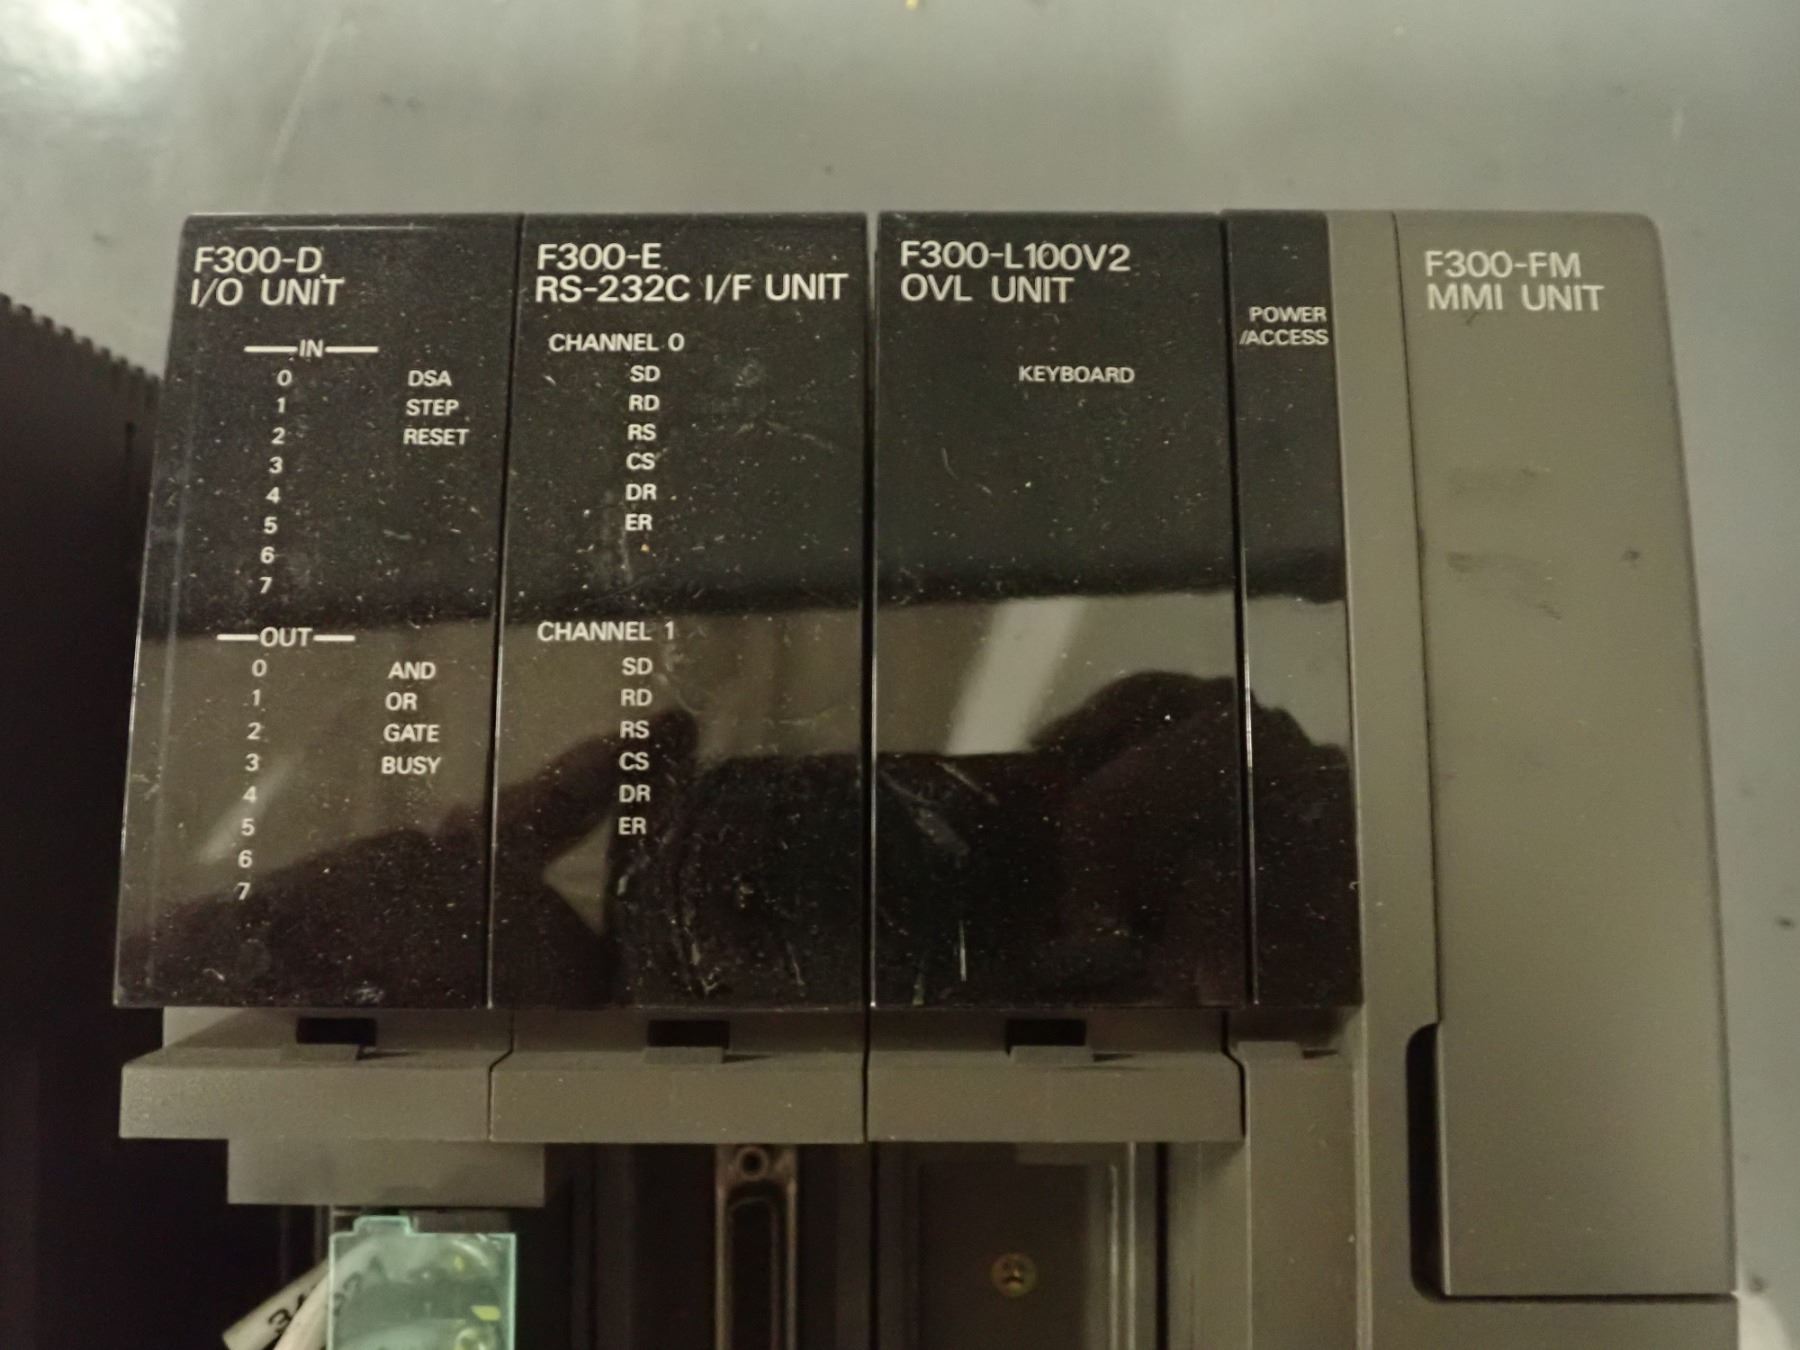 F300-D
I/O UNIT
IN
0 DSA
1 STEP
2 RESET
3
4
5
6
7
OUT
0 AND
1 OR
2 GATE
3 BUSY
4
5
6
7
F300-E
RS-232C I/F UNIT
CHANNEL 0
SD
RD
RS
CS
DR
ER
CHANNEL 1
SD
RD
RS
CS
DR
ER
F300-L100V2
OVL UNIT
KEYBOARD
POWER
/ACCESS
F300-FM
MMI UNIT